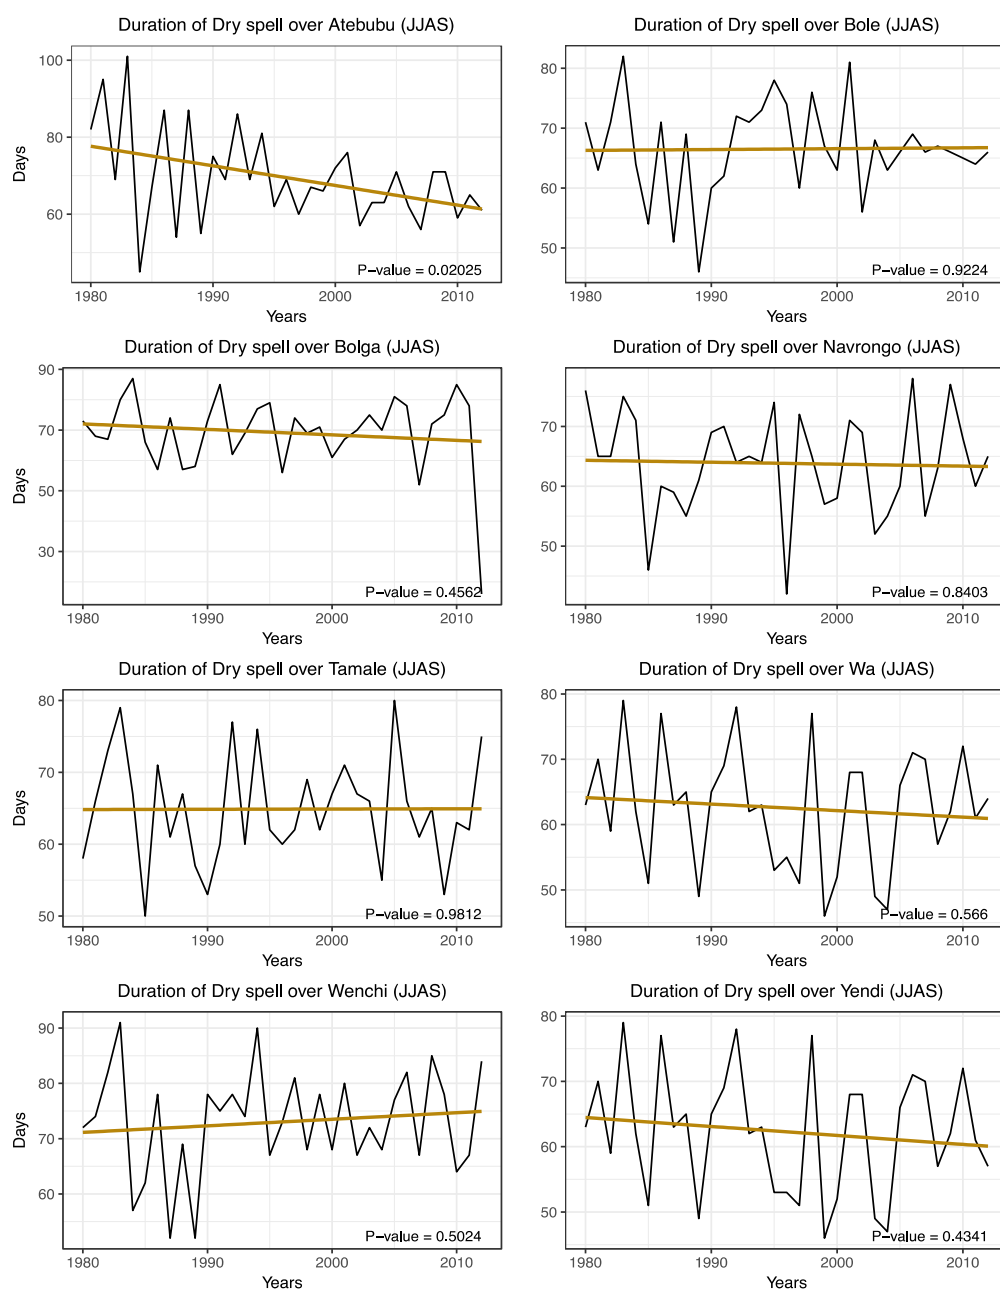 Duration of Dry spell over Atebubu (JJAS)
Days
100
80
60
P-value = 0.02025
1980
1990
2000
2010
Years
Duration of Dry spell over Bole (JJAS)
80
70
60
50
P-value = 0.9224
1980
1990
2000
2010
Years
Duration of Dry spell over Bolga (JJAS)
Days
90
70
50
30
P-value = 0.4562
1980
1990
2000
2010
Years
Duration of Dry spell over Navrongo (JJAS)
70
60
50
P-value = 0.8403
1980
1990
2000
2010
Years
Duration of Dry spell over Tamale (JJAS)
Days
80
70
60
50
P-value = 0.9812
1980
1990
2000
2010
Years
Duration of Dry spell over Wa (JJAS)
80
70
60
50
P-value = 0.566
1980
1990
2000
2010
Years
Duration of Dry spell over Wenchi (JJAS)
Days
90
80
70
60
P-value = 0.5024
1980
1990
2000
2010
Years
Duration of Dry spell over Yendi (JJAS)
80
70
60
50
P-value = 0.4341
1980
1990
2000
2010
Years